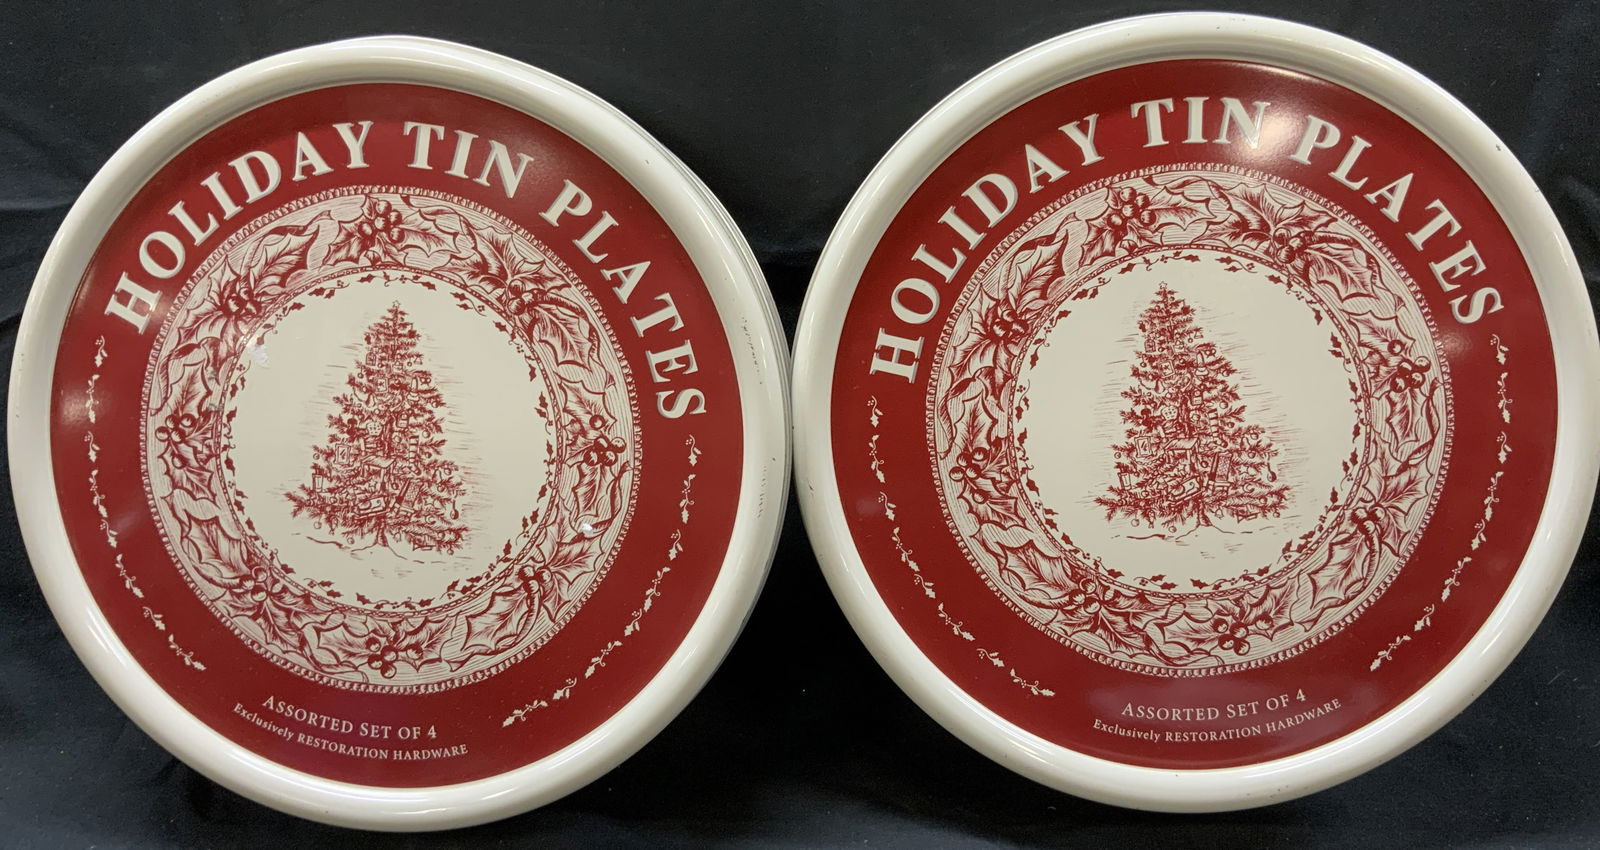 HOLIDAY TIN PLATES
ASSORTED SET OF 4
Exclusively RESTORATION HARDWARE
HOLIDAY TIN PLATES
ASSORTED SET OF 4
Exclusively RESTORATION HARDWARE